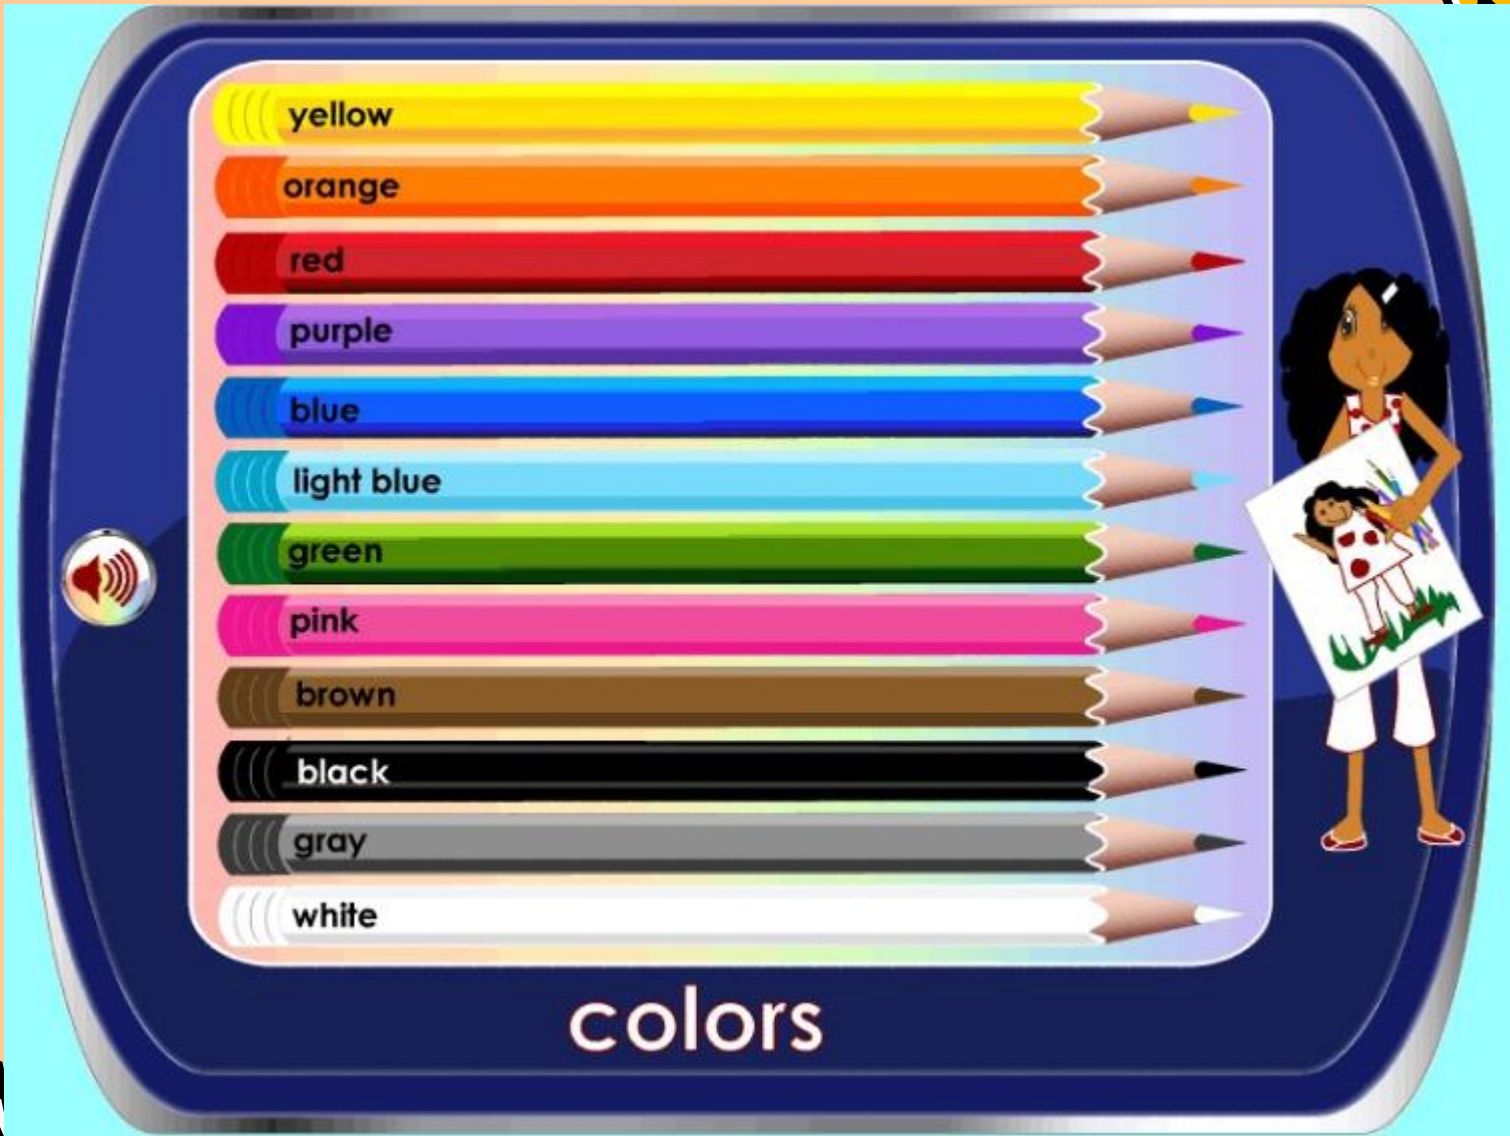 yellow
orange
red
purple
blue
light blue
green
pink
brown
black
gray
white
colors